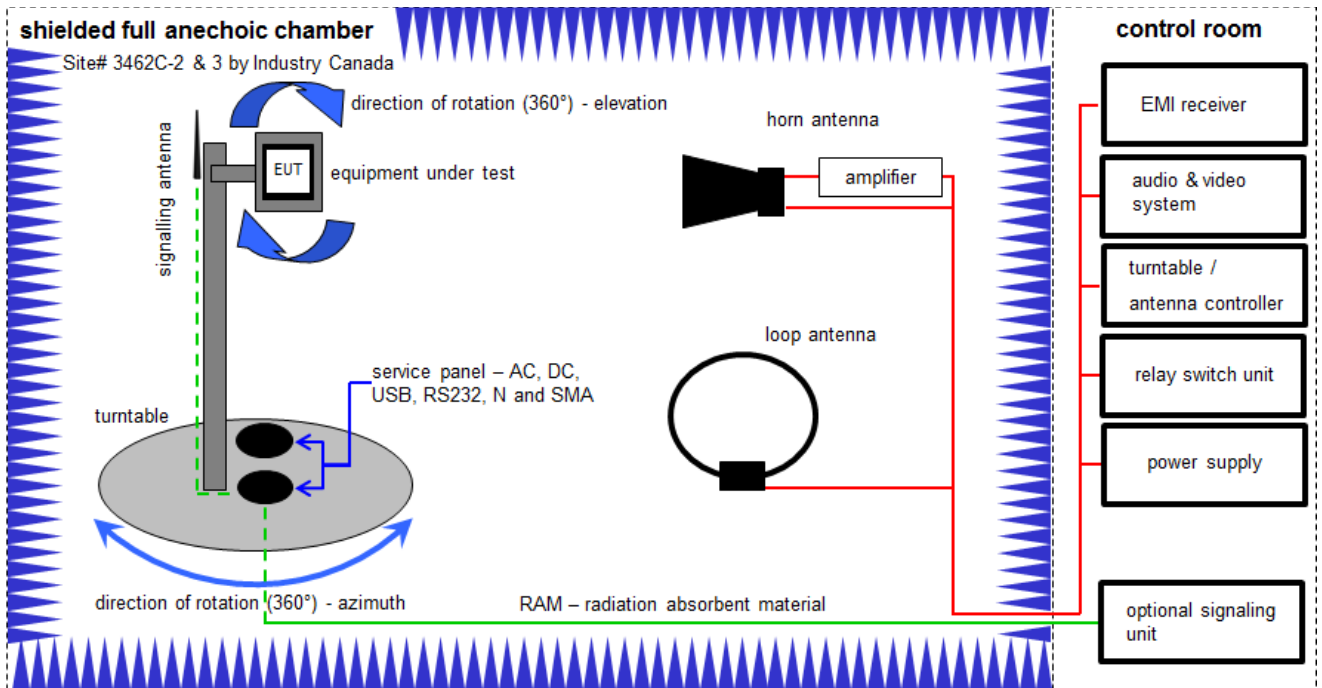 shielded full anechoic chamber
Site# 3462C-2 & 3 by Industry Canada
direction of rotation (360°) - elevation
signalling antenna
EUT
equipment under test
horn antenna
amplifier
loop antenna
service panel – AC, DC,
USB, RS232, N and SMA
turntable
direction of rotation (360°) - azimuth
RAM – radiation absorbent material
control room
EMI receiver
audio & video
system
turntable /
antenna controller
relay switch unit
power supply
optional signaling
unit